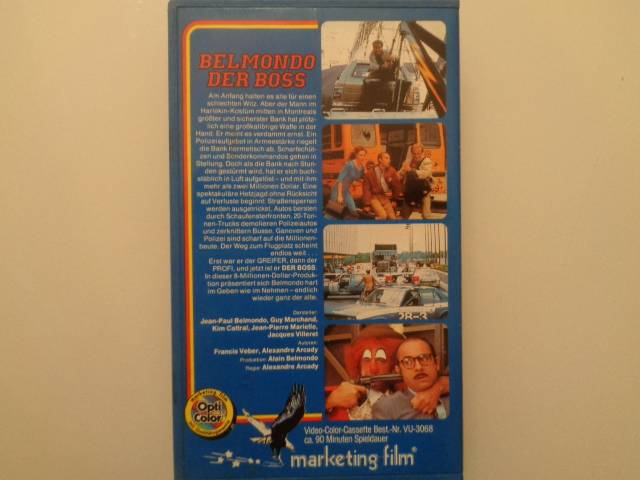 BELMONDO
DER BOSS
Am Anfang halten es alle für einen
schlechten Witz. Aber der Mann im
Harlekin-Kostüm mitten in Montreals
größter und sicherster Bank hat plötz-
lich eine großkalibrige Waffe in der
Hand. Er meint es verdammt ernst. Ein
Polizeiaufgebot in Armeestärke riegelt
die Bank hermetisch ab. Scharfschüt-
zen und Sonderkommandos gehen in
Stellung. Doch als die Bank nach Stun-
den gestürmt wird, hat er sich buch-
stäblich in Luft aufgelöst – und mit ihm
mehr als zwei Millionen Dollar. Eine
spektakuläre Hetzjagd ohne Rücksicht
auf Verluste beginnt: Straßensperren
werden ausgetrickst, Autos bersten
durch Schaufensterfronten, 20-Ton-
nen-Trucks demolieren Polizeiautos
und zerknittern Busse. Ganoven und
Polizei sind scharf auf die Millionen-
beute. Der Weg zum Flugplatz scheint
endlos weit . . .
Erst war er der GREIFER, dann der
PROFI, und jetzt ist er DER BOSS.
In dieser 8-Millionen-Dollar-Produk-
tion präsentiert sich Belmondo hart
im Geben wie im Nehmen – endlich
wieder ganz der alte.
Darsteller:
Jean-Paul Belmondo, Guy Marchand,
Kim Cattral, Jean-Pierre Marielle,
Jacques Villeret
Autoren:
Francis Veber, Alexandre Arcady
Produktion: Alain Belmondo
Regie: Alexandre Arcady
28-3
marketing film
Opti
Color
Video-Color-Cassette Best.-Nr. VU-3068
ca. 90 Minuten Spieldauer
marketing film®